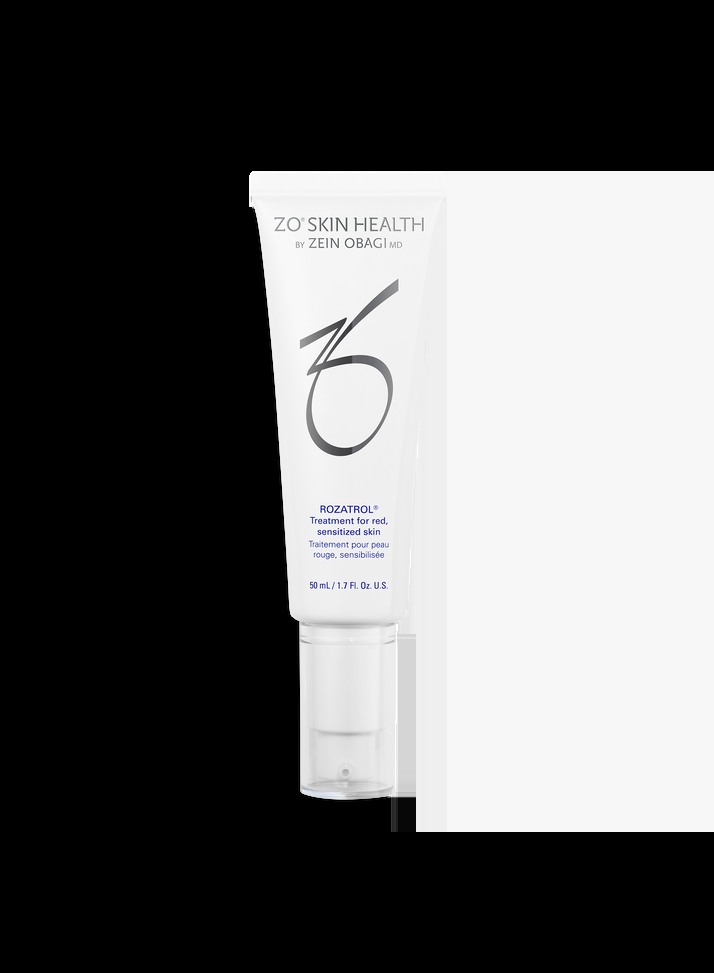 ZO® SKIN HEALTH
BY ZEIN OBAGI MD
ROZATROL®
Treatment for red,
sensitized skin
Traitement pour peau
rouge, sensibilisée
50 mL / 1.7 Fl. Oz. U.S.